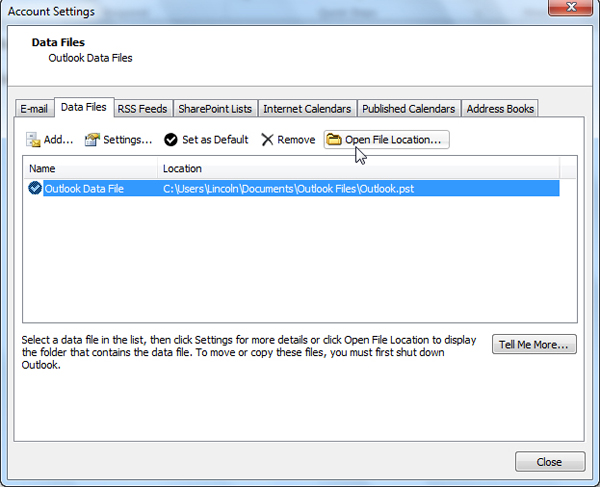 Account Settings
Data Files
Outlook Data Files
E-mail Data Files RSS Feeds SharePoint Lists Internet Calendars Published Calendars Address Books
Add... Settings... Set as Default Remove Open File Location...
Name Location
Outlook Data File C:\Users\Lincoln\Documents\Outlook Files\Outlook.pst
Select a data file in the list, then click Settings for more details or click Open File Location to display
the folder that contains the data file. To move or copy these files, you must first shut down
Outlook.
Tell Me More...
Close